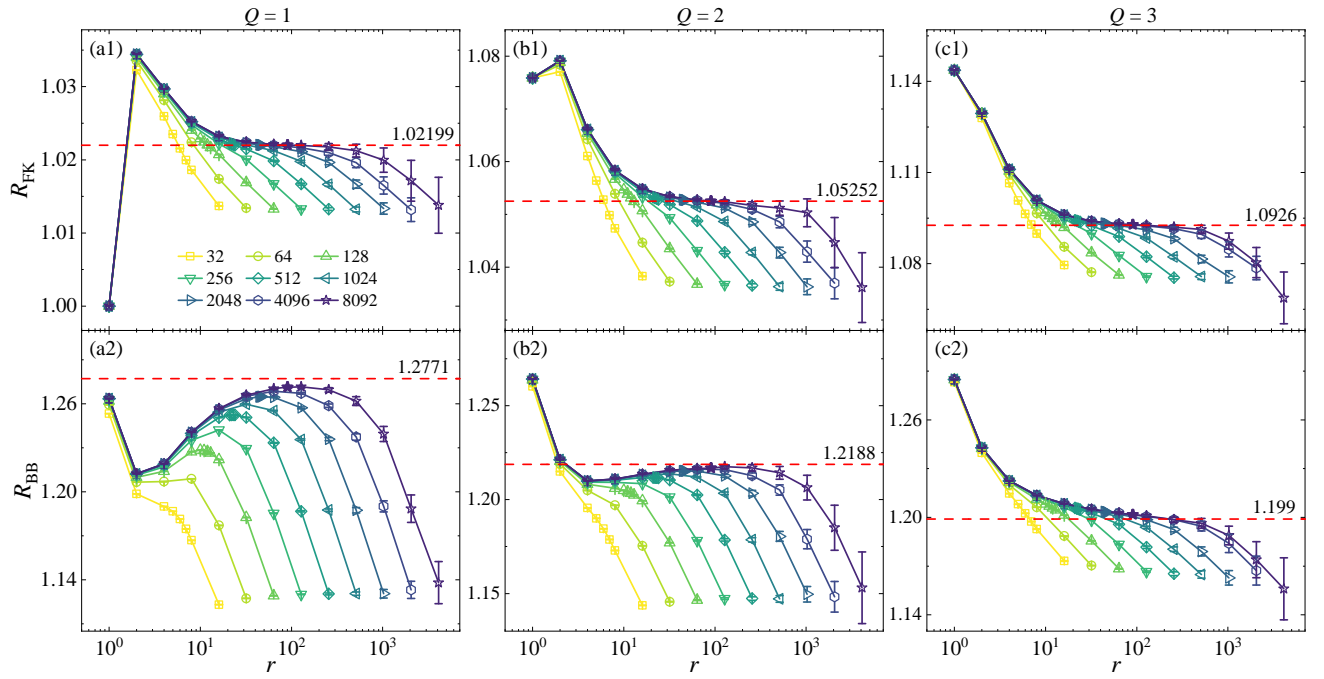 Q = 1
Q = 2
Q = 3
(a1)
1.03
1.02
1.00
R_FK
1.02199
32 64 128
256 512 1024
2048 4096 8092
(b1)
1.08
1.06
1.04
1.05252
(c1)
1.14
1.11
1.08
1.0926
(a2)
1.26
1.20
1.14
R_BB
1.2771
10^0 10^1 10^2 10^3
r
(b2)
1.25
1.20
1.15
1.2188
10^0 10^1 10^2 10^3
r
(c2)
1.26
1.20
1.14
1.199
10^0 10^1 10^2 10^3
r